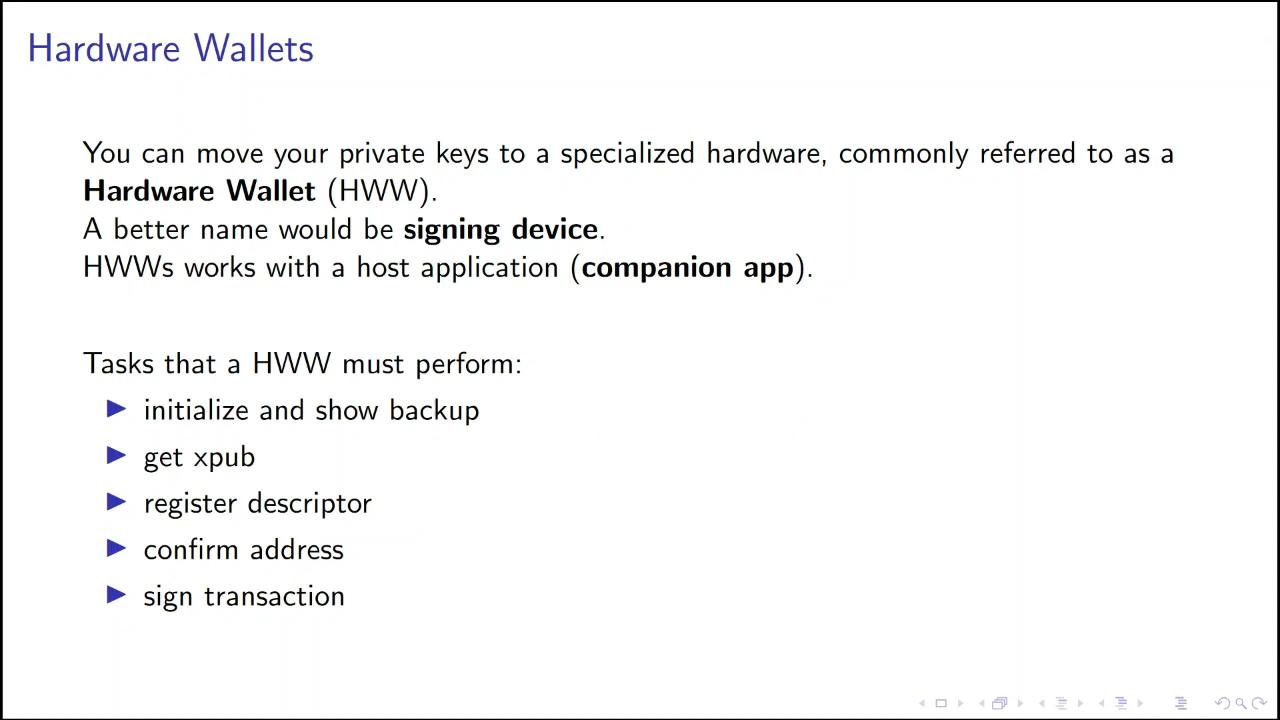 Hardware Wallets
You can move your private keys to a specialized hardware, commonly referred to as a
Hardware Wallet (HWW).
A better name would be signing device.
HWWs works with a host application (companion app).
Tasks that a HWW must perform:
initialize and show backup
get xpub
register descriptor
confirm address
sign transaction